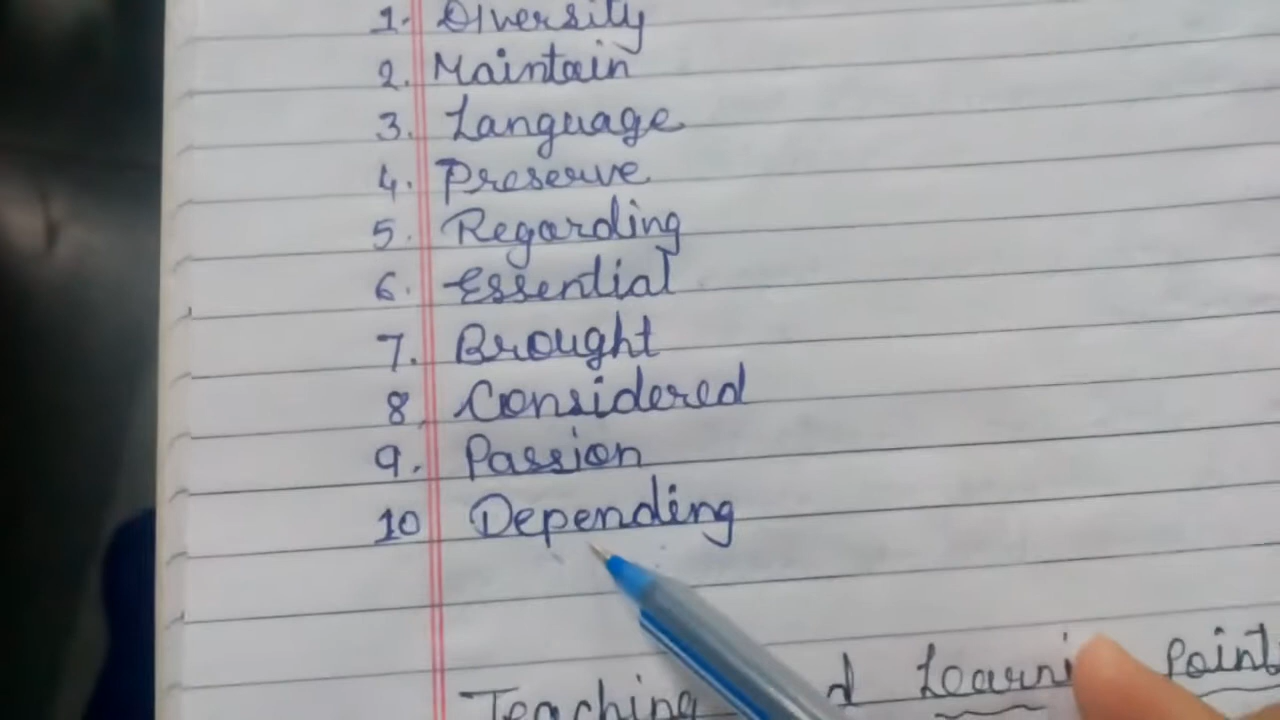 1. Diversity
2. Maintain
3. Language
4. Preserve
5. Regarding
6. Essential
7. Brought
8. Considered
9. Passion
10 Depending
Teaching Point